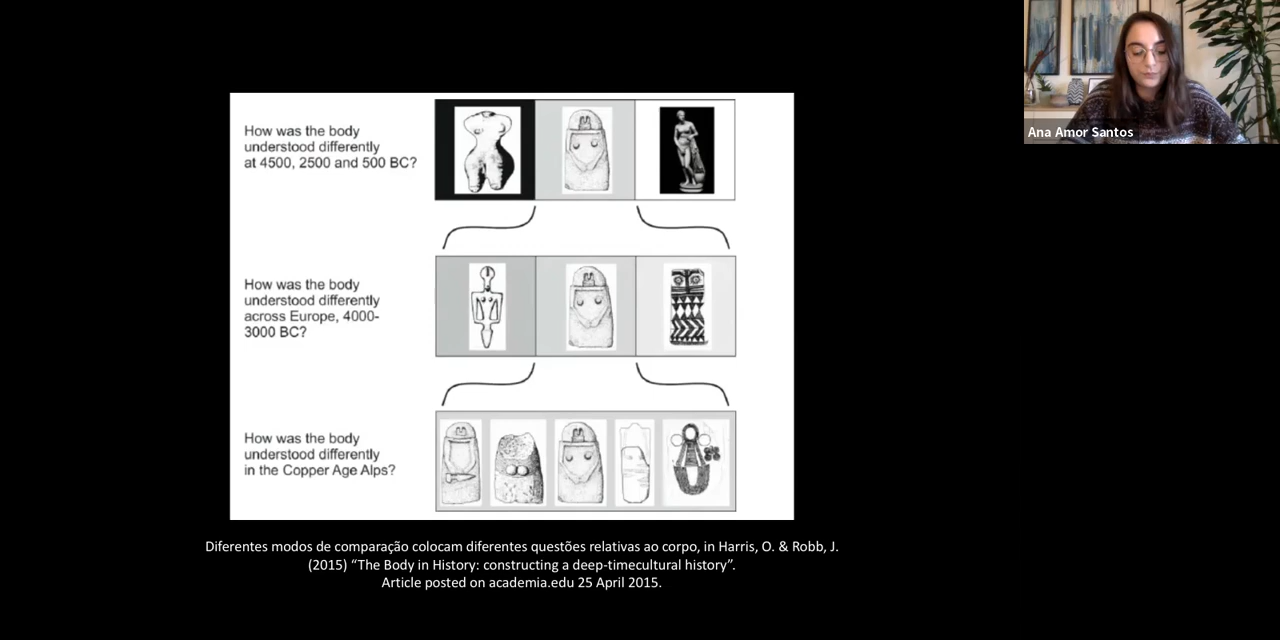 Ana Amor Santos
How was the body
understood differently
at 4500, 2500 and 500 BC?
How was the body
understood differently
across Europe, 4000-
3000 BC?
How was the body
understood differently
in the Copper Age Alps?
Diferentes modos de comparação colocam diferentes questões relativas ao corpo, in Harris, O. & Robb, J.
(2015) “The Body in History: constructing a deep-timecultural history”.
Article posted on academia.edu 25 April 2015.